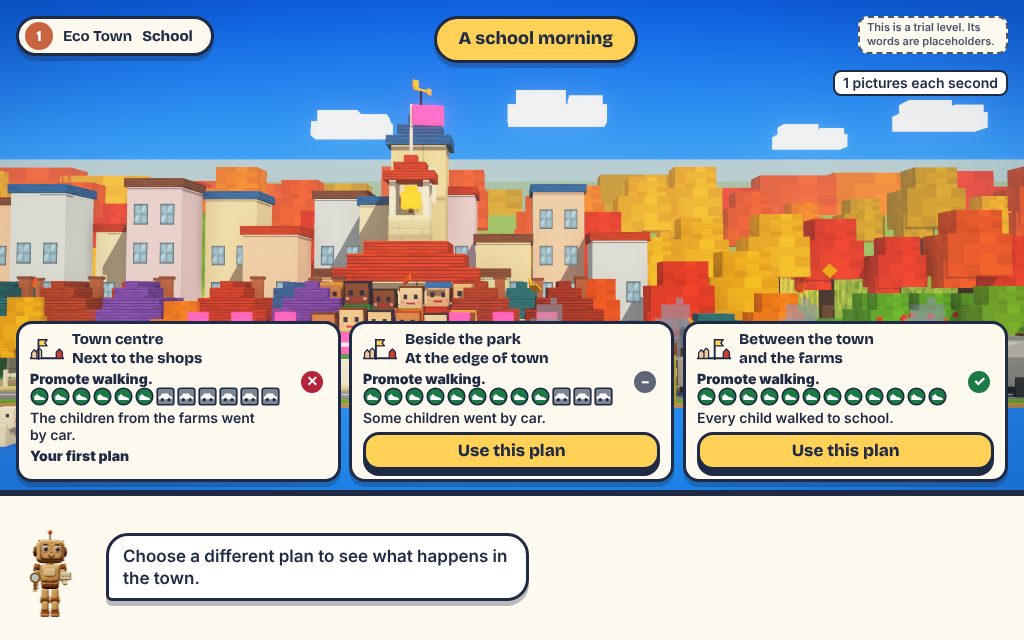 1 Eco Town School
A school morning
This is a trial level. Its
words are placeholders.
1 pictures each second
Town centre
Next to the shops
Promote walking.
The children from the farms went
by car.
Your first plan
Beside the park
At the edge of town
Promote walking.
Some children went by car.
Use this plan
Between the town
and the farms
Promote walking.
Every child walked to school.
Use this plan
Choose a different plan to see what happens in
the town.